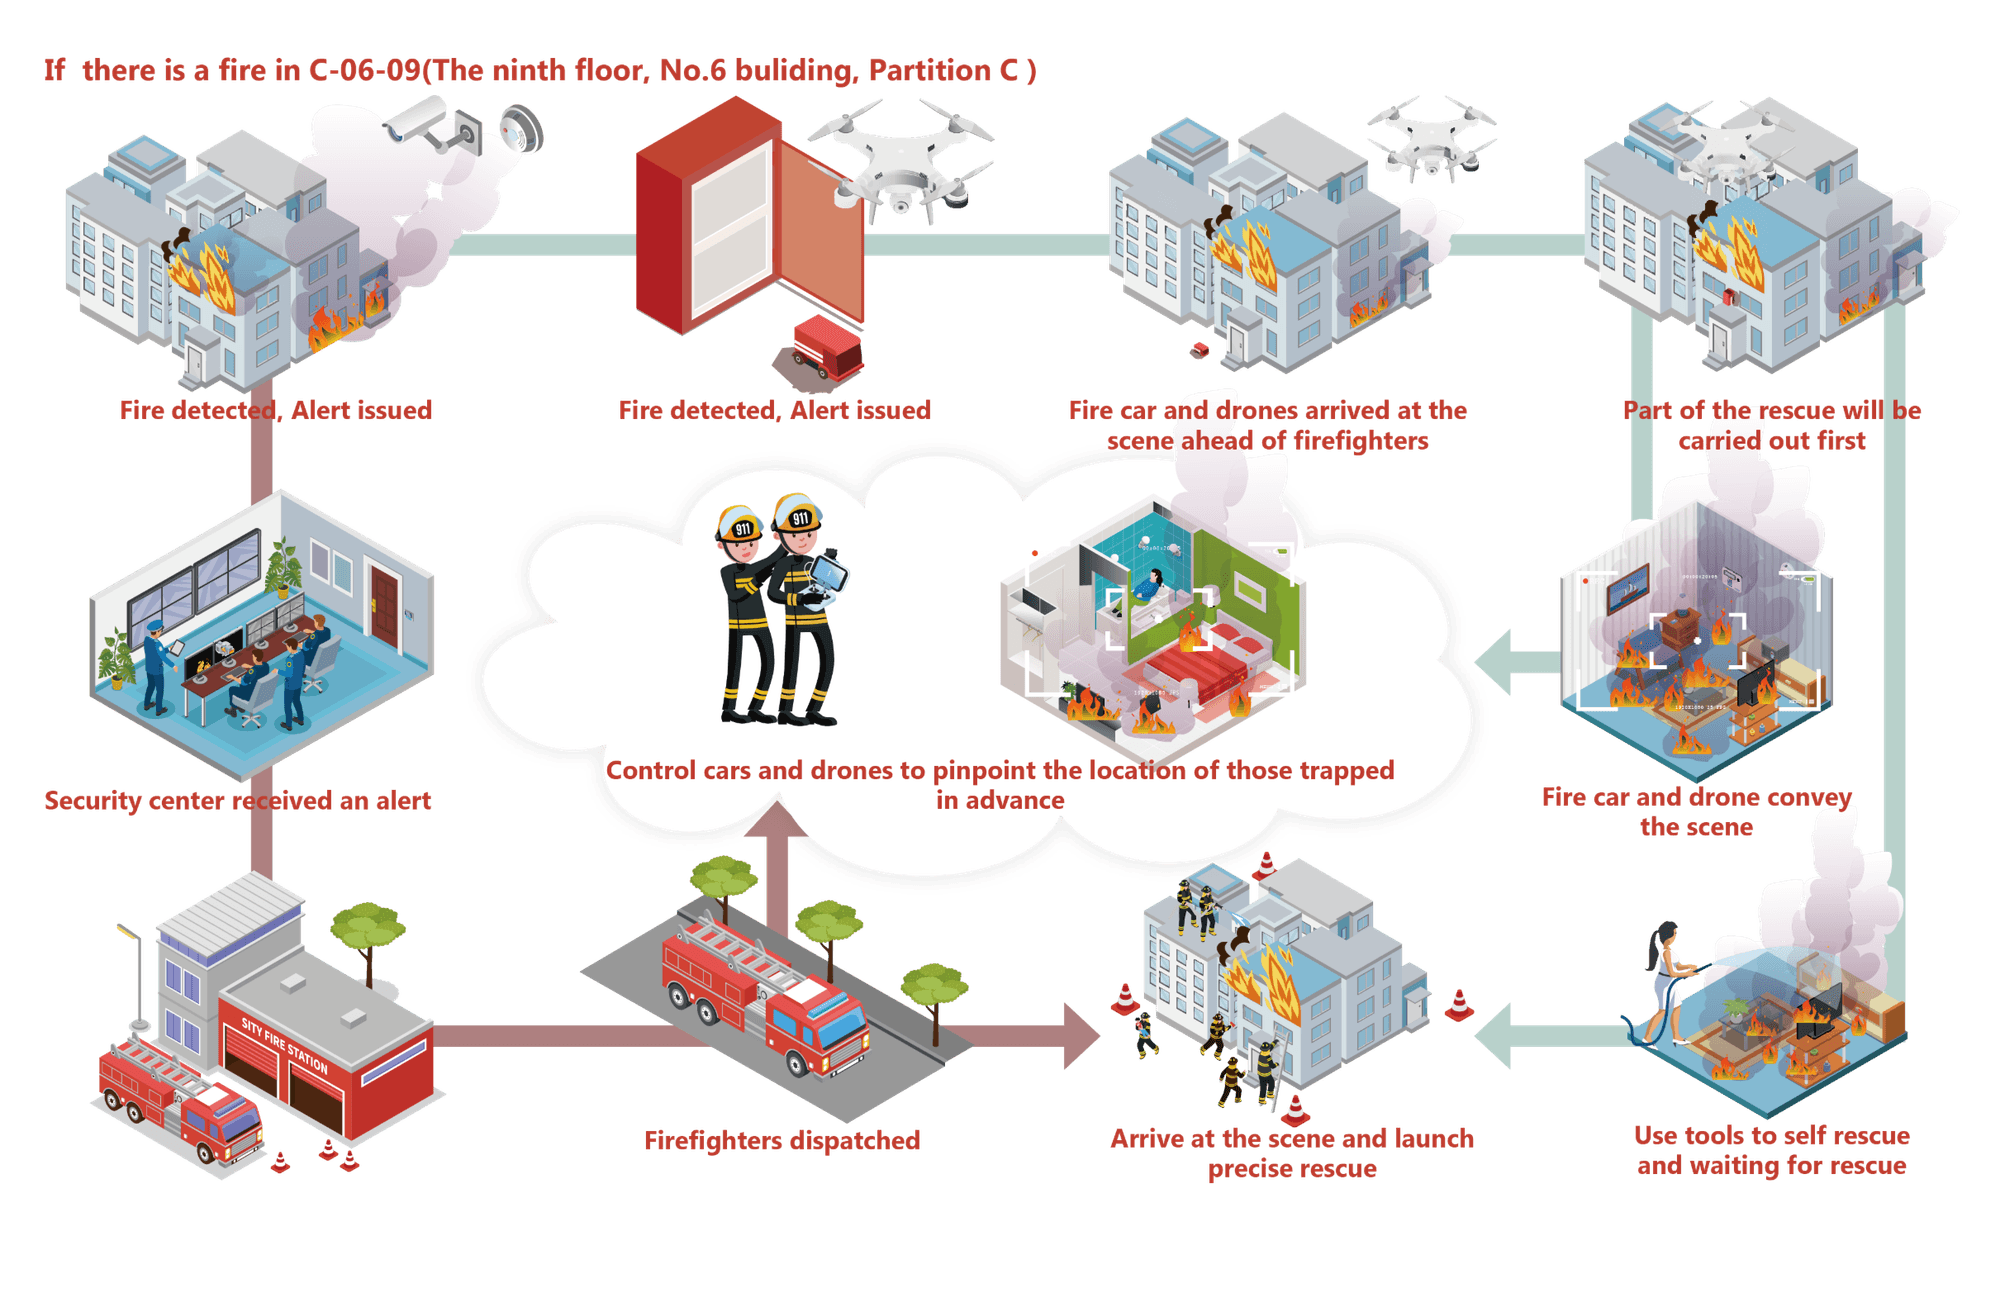 If there is a fire in C-06-09(The ninth floor, No.6 buliding, Partition C )
Fire detected, Alert issued
Fire detected, Alert issued
Fire car and drones arrived at the
scene ahead of firefighters
Part of the rescue will be
carried out first
911
911
Control cars and drones to pinpoint the location of those trapped
in advance
Security center received an alert
Fire car and drone convey
the scene
SITY FIRE STATION
Firefighters dispatched
Arrive at the scene and launch
precise rescue
Use tools to self rescue
and waiting for rescue